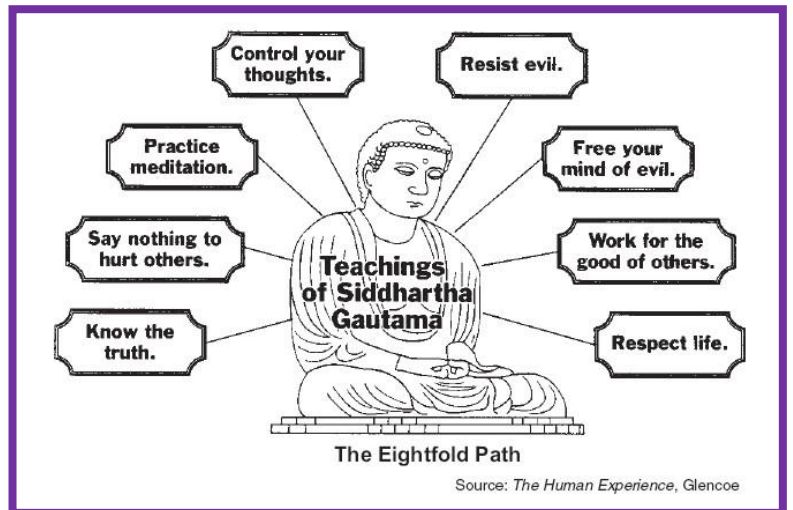 Control your
thoughts.
Resist evil.
Practice
meditation.
Free your
mind of evil.
Say nothing to
hurt others.
Work for the
good of others.
Teachings
of Siddhartha
Gautama
Know the
truth.
Respect life.
The Eightfold Path
Source: The Human Experience, Glencoe